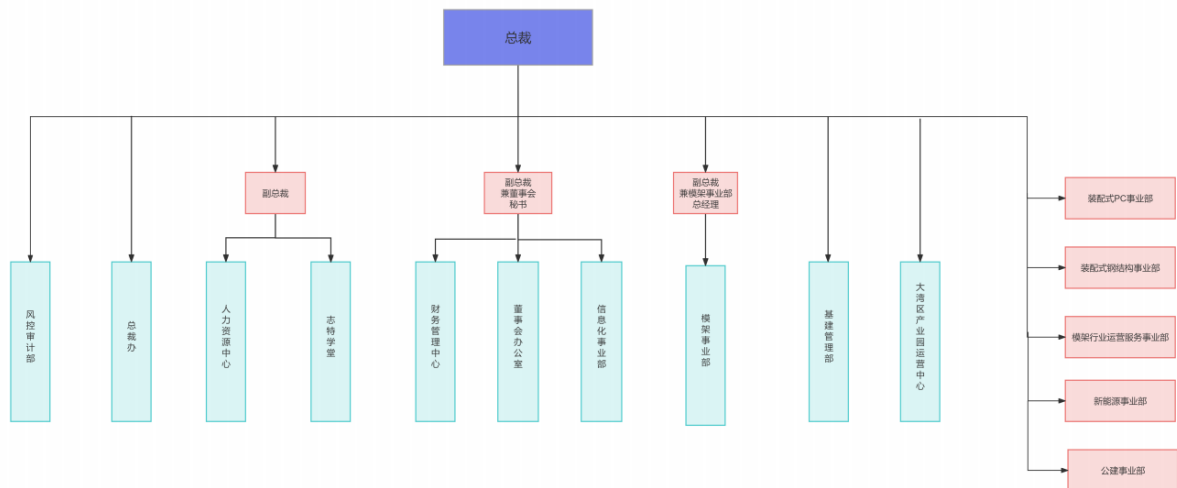 总裁
副总裁
副总裁
兼董事会
秘书
副总裁
兼模架事业部
总经理
装配式PC事业部
装配式钢结构事业部
模架行业运营服务事业部
新能源事业部
公建事业部
风控审计部
总裁办
人力资源中心
志特学堂
财务管理中心
董事会办公室
信息化事业部
模架事业部
基建管理部
大湾区产业园运营中心